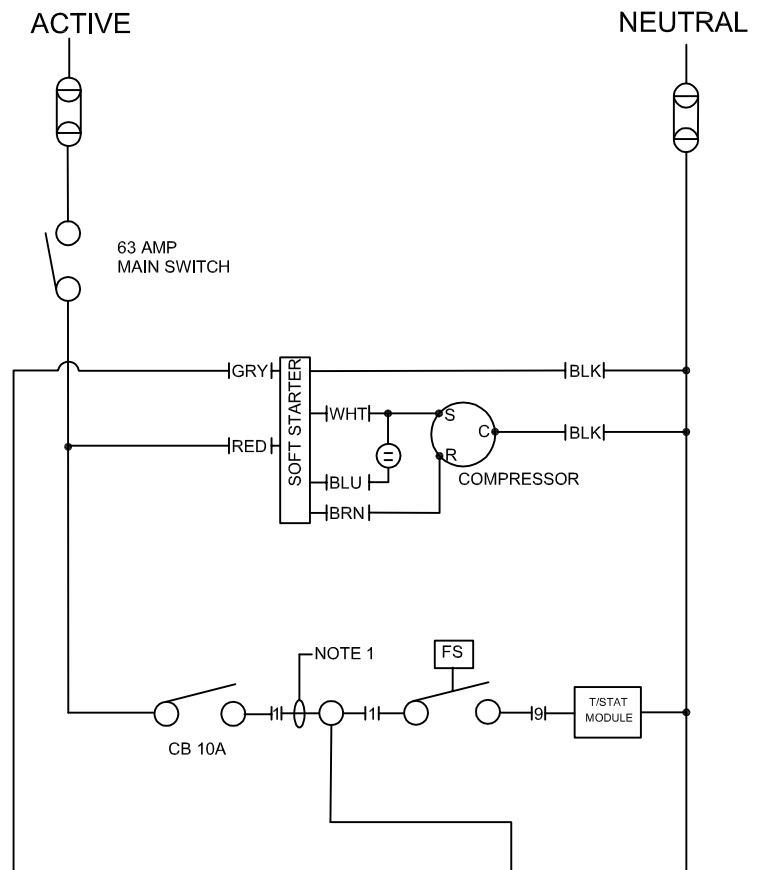 ACTIVE
NEUTRAL
63 AMP
MAIN SWITCH
GRY
BLK
SOFT STARTER
WHT
S
C
BLK
RED
R
BLU
COMPRESSOR
BRN
NOTE 1
FS
1
1
9
T/STAT
MODULE
CB 10A